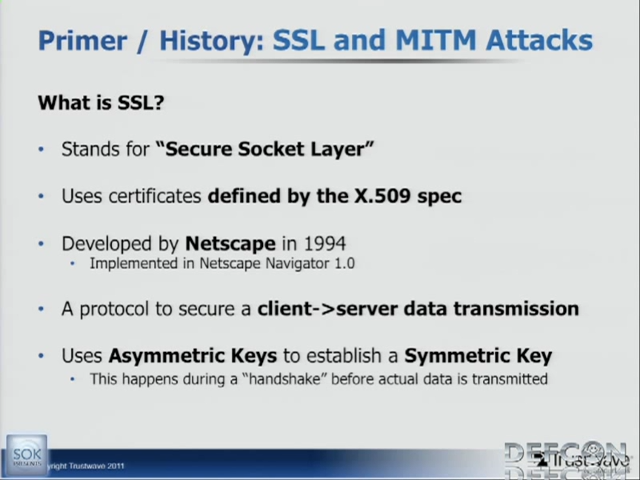 Primer / History: SSL and MITM Attacks
What is SSL?
• Stands for “Secure Socket Layer”
• Uses certificates defined by the X.509 spec
• Developed by Netscape in 1994
• Implemented in Netscape Navigator 1.0
• A protocol to secure a client->server data transmission
• Uses Asymmetric Keys to establish a Symmetric Key
• This happens during a “handshake” before actual data is transmitted
SOK
yright Trustwave 2011
DEFCON
Trustwave